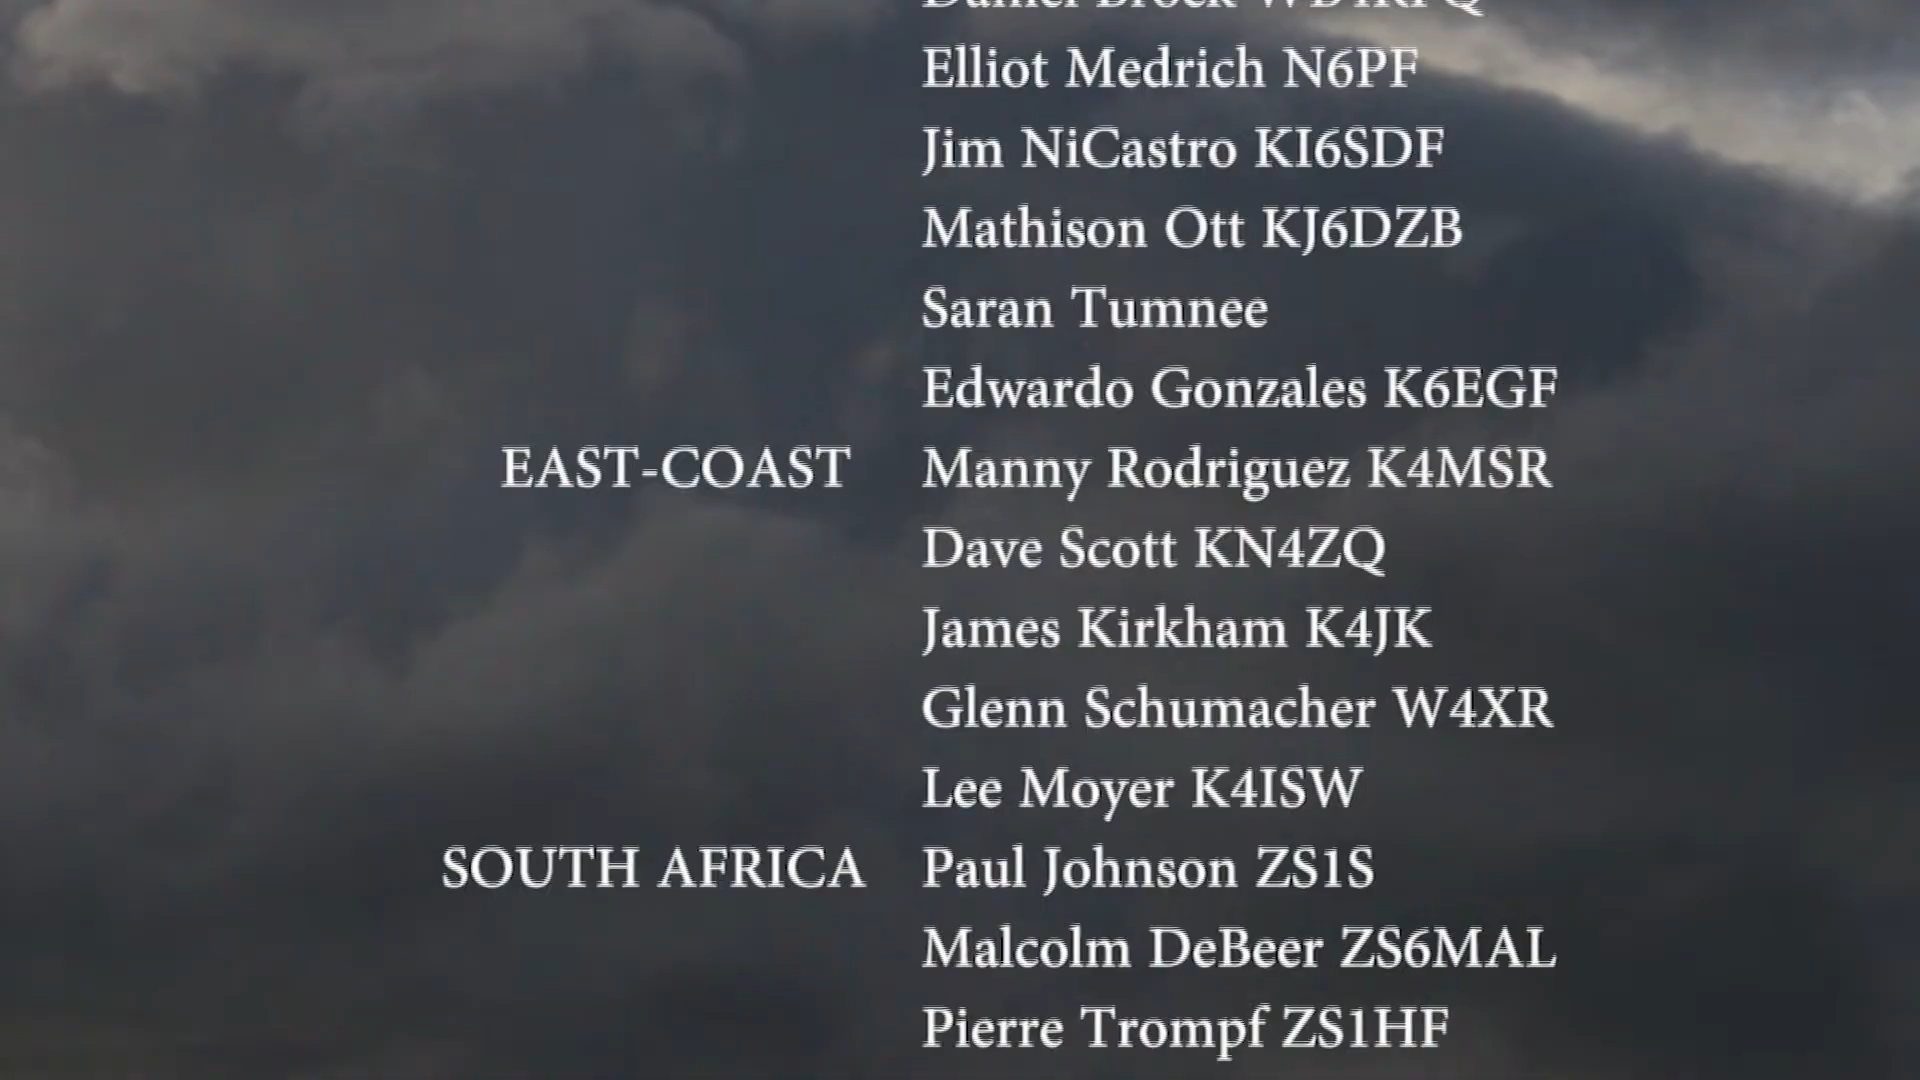 Elliot Medrich N6PF
Jim NiCastro KI6SDF
Mathison Ott KJ6DZB
Saran Tumnee
Edwardo Gonzales K6EGF
EAST-COAST Manny Rodriguez K4MSR
Dave Scott KN4ZQ
James Kirkham K4JK
Glenn Schumacher W4XR
Lee Moyer K4ISW
SOUTH AFRICA Paul Johnson ZS1S
Malcolm DeBeer ZS6MAL
Pierre Trompf ZS1HF